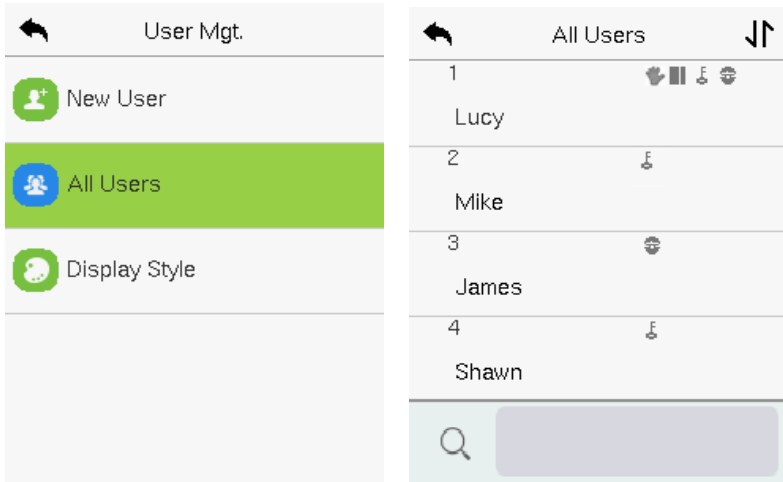 User Mgt.
New User
All Users
Display Style
All Users
1
Lucy
2
Mike
3
James
4
Shawn